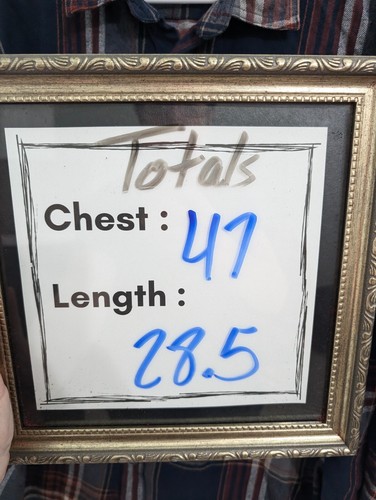 Totals
Chest : 47
Length :
28.5